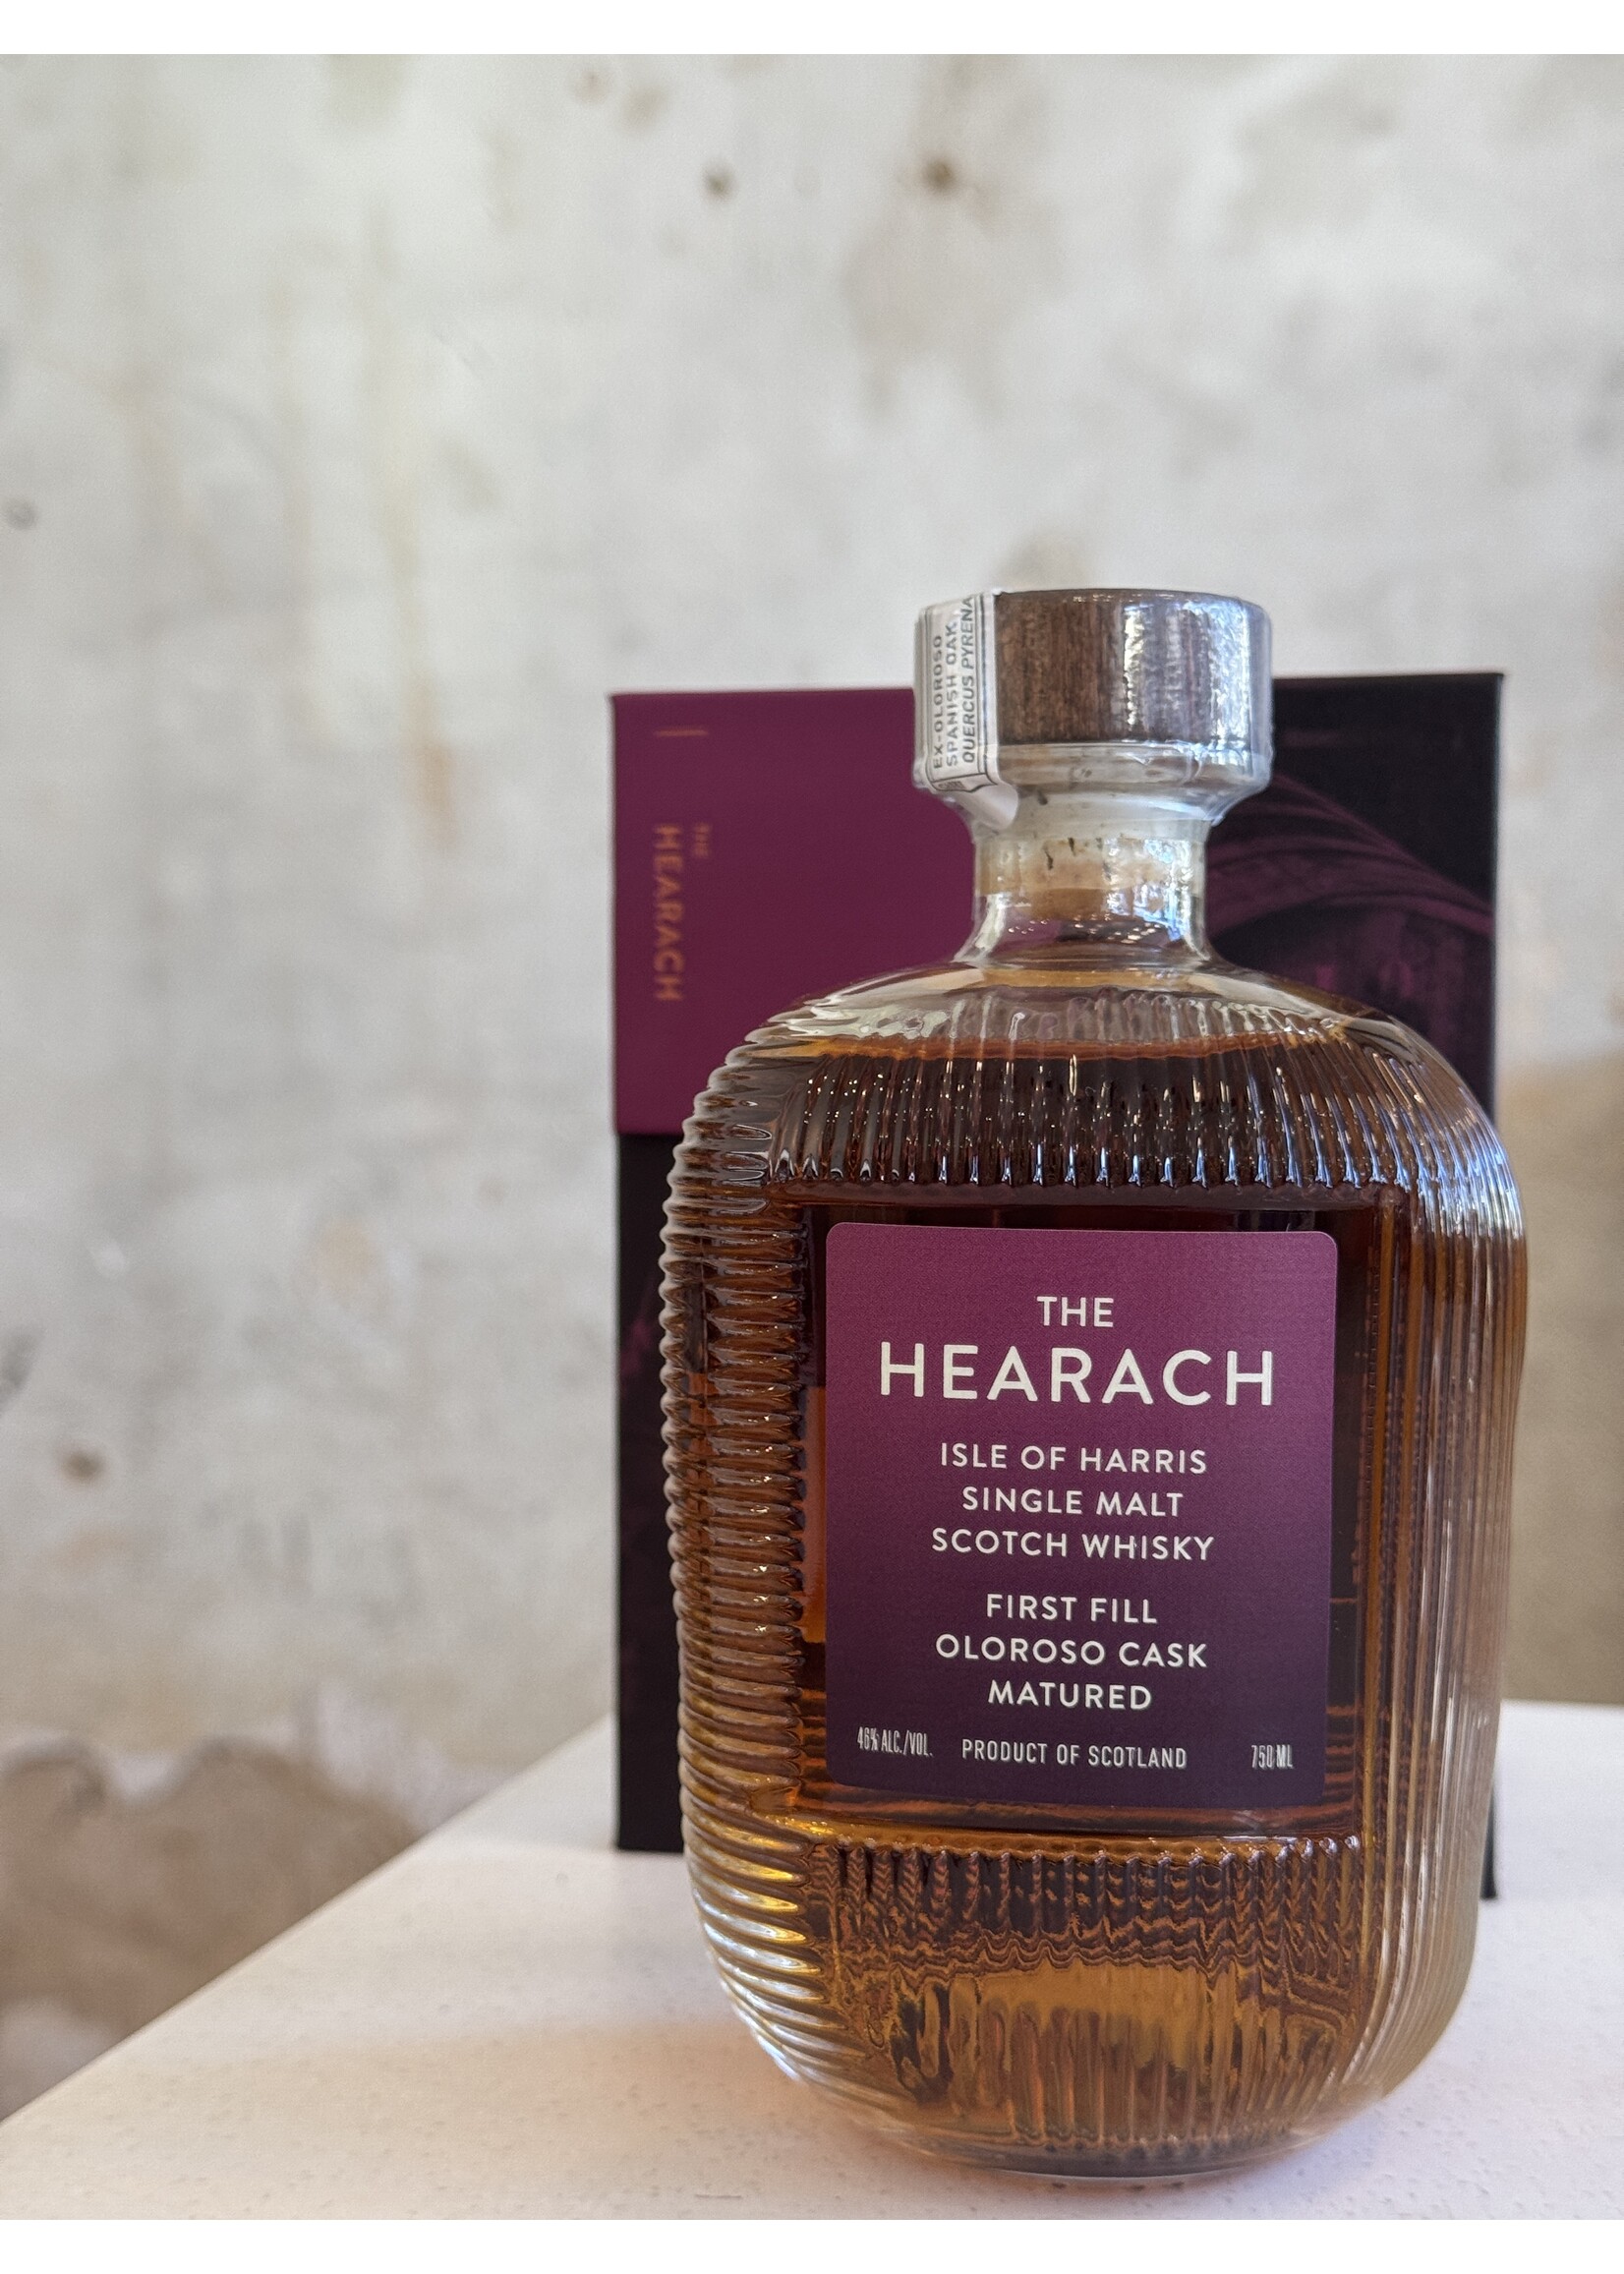 EX-OLOROSO
SPANISH OAK
QUERCUS PYRENA
THE
HEARACH
THE
HEARACH
ISLE OF HARRIS
SINGLE MALT
SCOTCH WHISKY
FIRST FILL
OLOROSO CASK
MATURED
46% ALC./VOL. PRODUCT OF SCOTLAND 750 ML